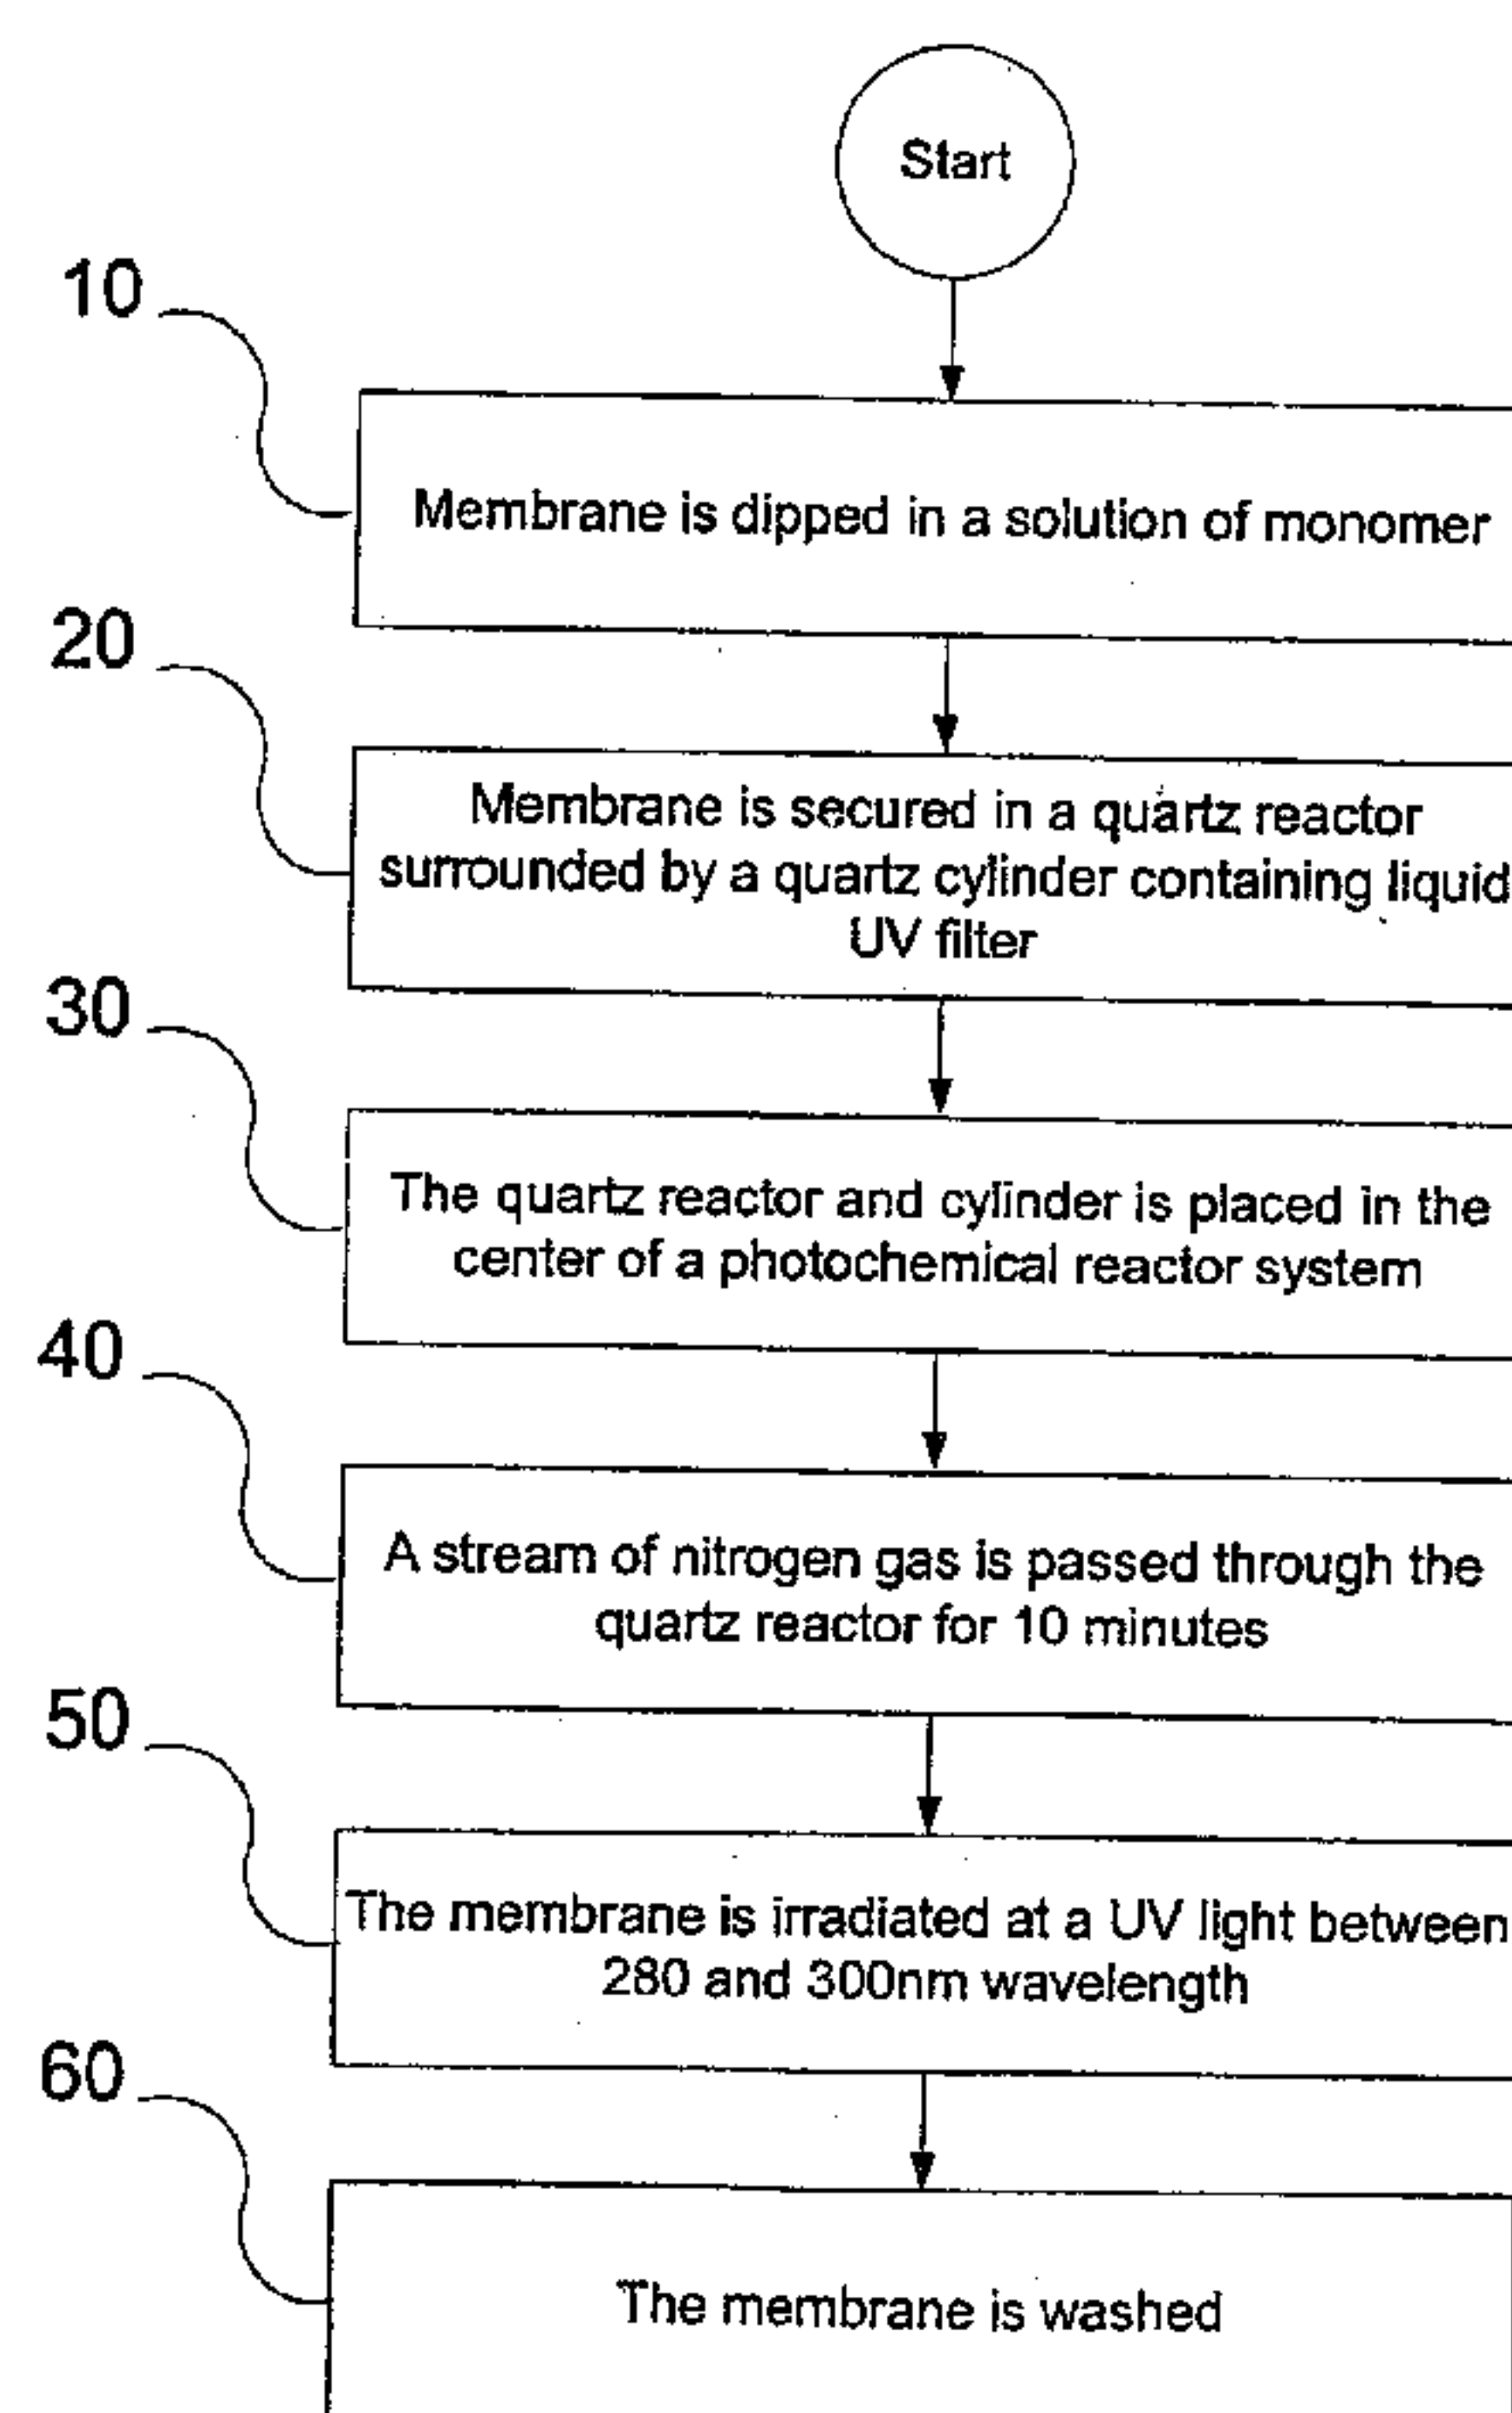 Start
10
Membrane is dipped in a solution of monomer
20
Membrane is secured in a quartz reactor
surrounded by a quartz cylinder containing liquid
UV filter
30
The quartz reactor and cylinder is placed in the
center of a photochemical reactor system
40
A stream of nitrogen gas is passed through the
quartz reactor for 10 minutes
50
The membrane is irradiated at a UV light between
280 and 300nm wavelength
60
The membrane is washed